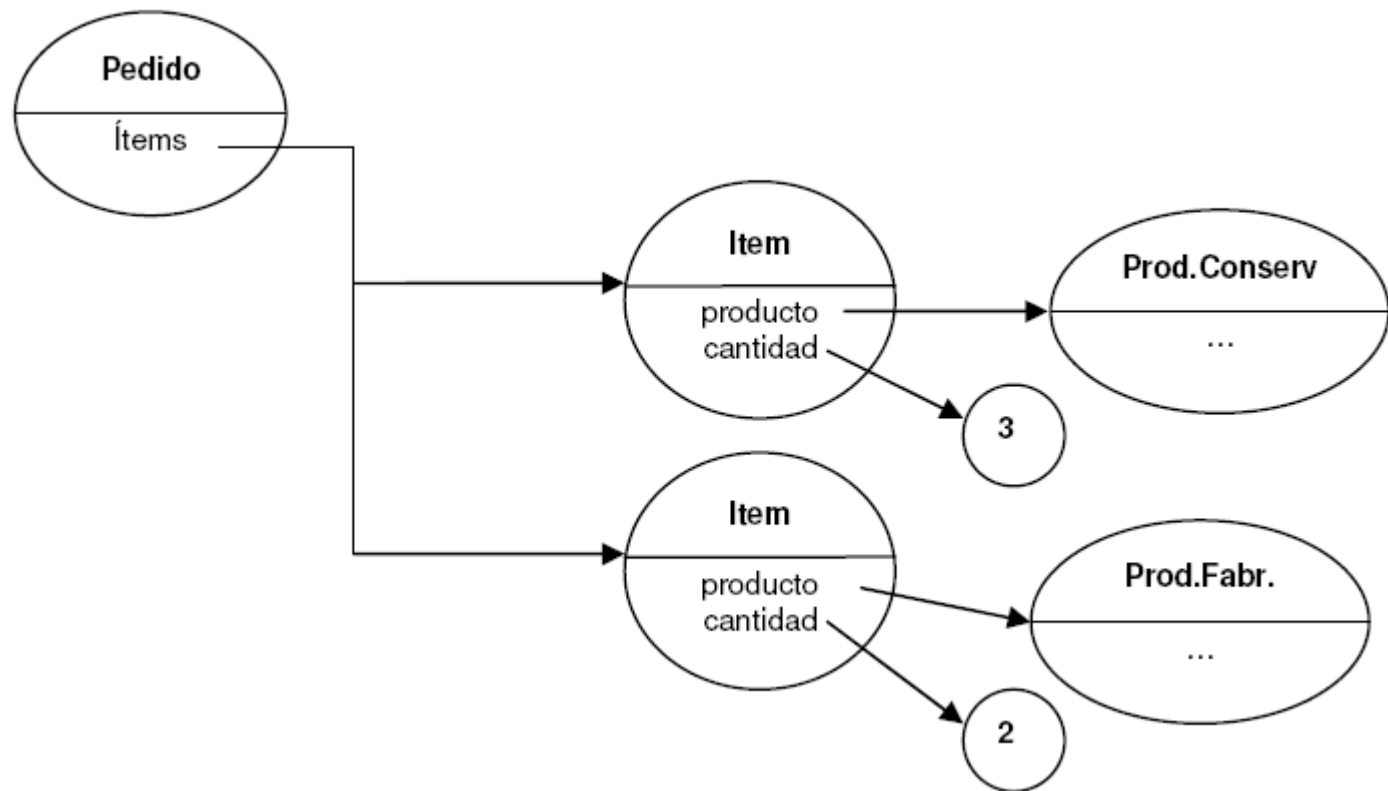 Pedido
Ítems
Item
producto
cantidad
Prod.Conserv
...
3
Item
producto
cantidad
Prod.Fabr.
...
2